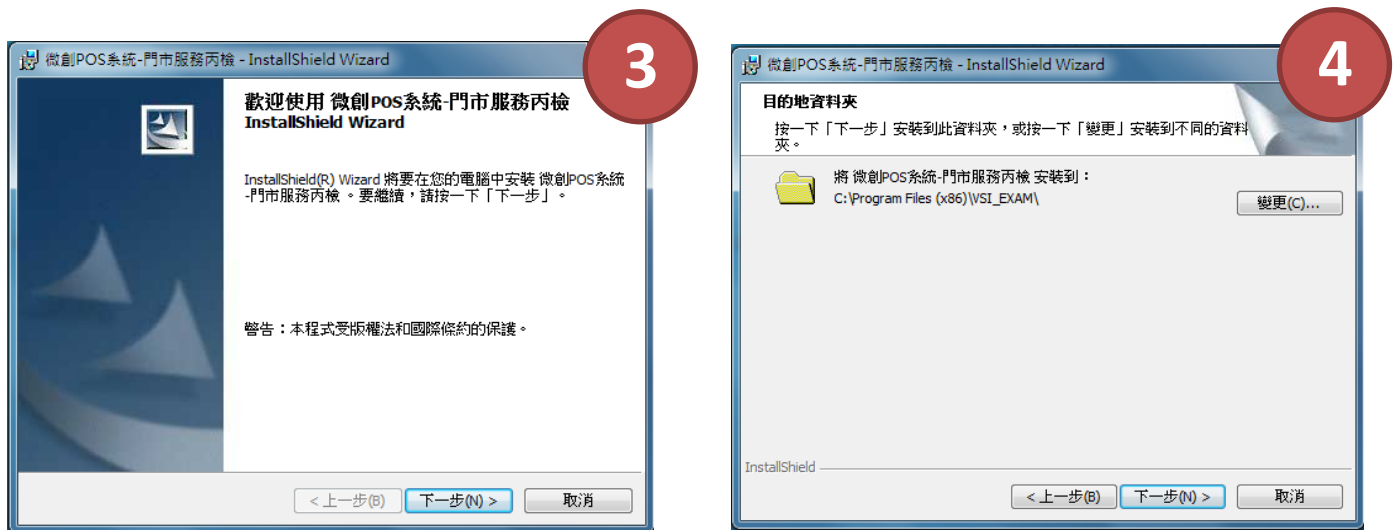 微創POS系統-門市服務丙檢 - InstallShield Wizard
3
歡迎使用 微創POS系統-門市服務丙檢
InstallShield Wizard
InstallShield(R) Wizard 將要在您的電腦中安裝 微創POS系統
-門市服務丙檢 。要繼續，請按一下「下一步」。
警告：本程式受版權法和國際條約的保護。
< 上一步(B)
下一步(N) >
取消
微創POS系統-門市服務丙檢 - InstallShield Wizard
4
目的地資料夾
按一下「下一步」安裝到此資料夾，或按一下「變更」安裝到不同的資料
夾。
將 微創POS系統-門市服務丙檢 安裝到：
C:\Program Files (x86)\VSI_EXAM\
變更(C)...
InstallShield
< 上一步(B)
下一步(N) >
取消